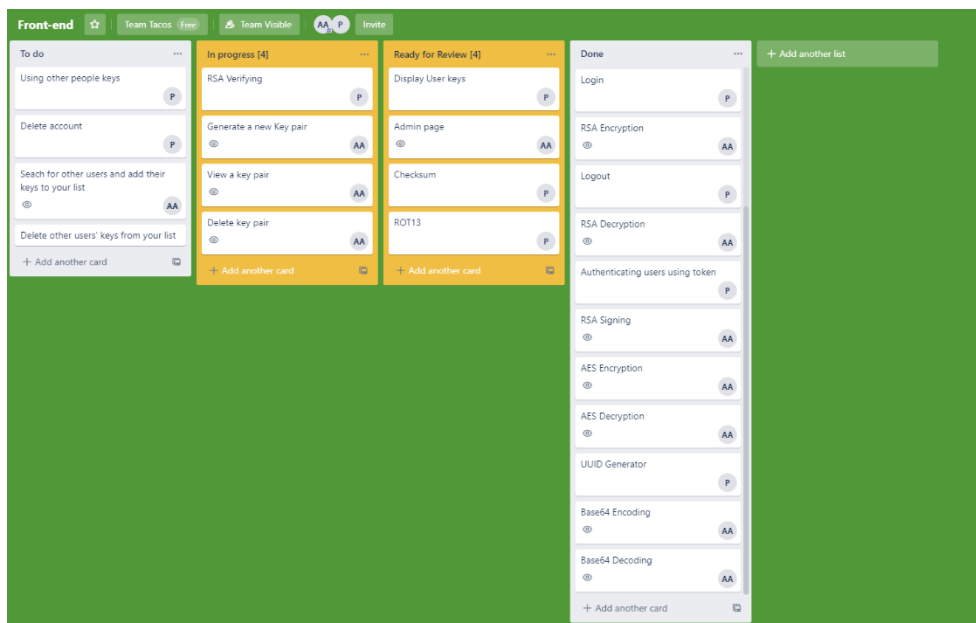 Front-end
Team Tacos Free
Team Visible
AA P
Invite
To do
Using other people keys
P
Delete account
P
Seach for other users and add their
keys to your list
AA
Delete other users' keys from your list
+ Add another card
In progress [4]
RSA Verifying
P
Generate a new Key pair
AA
View a key pair
AA
Delete key pair
AA
+ Add another card
Ready for Review [4]
Display User keys
P
Admin page
AA
Checksum
P
ROT13
P
+ Add another card
Done
Login
P
RSA Encryption
AA
Logout
P
RSA Decryption
AA
Authenticating users using token
P
RSA Signing
AA
AES Encryption
AA
AES Decryption
AA
UUID Generator
P
Base64 Encoding
AA
Base64 Decoding
AA
+ Add another card
+ Add another list